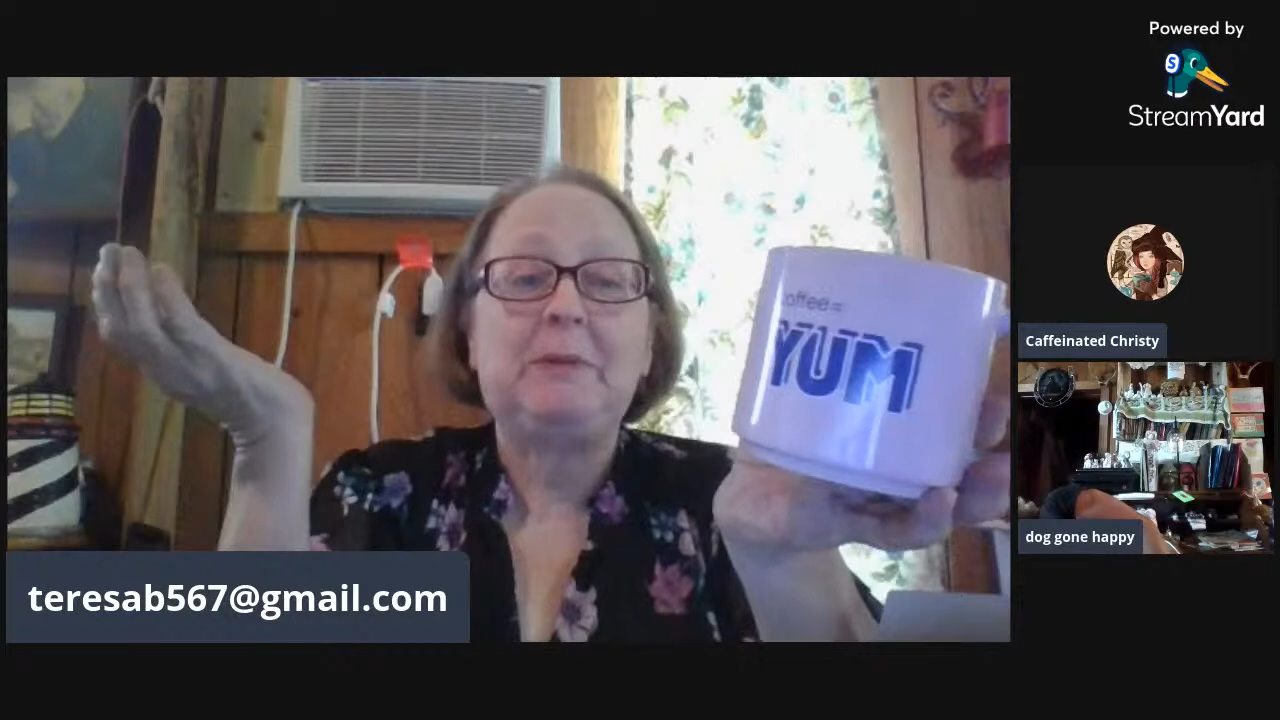 Powered by
StreamYard
coffee=
YUM
Caffeinated Christy
dog gone happy
teresab567@gmail.com